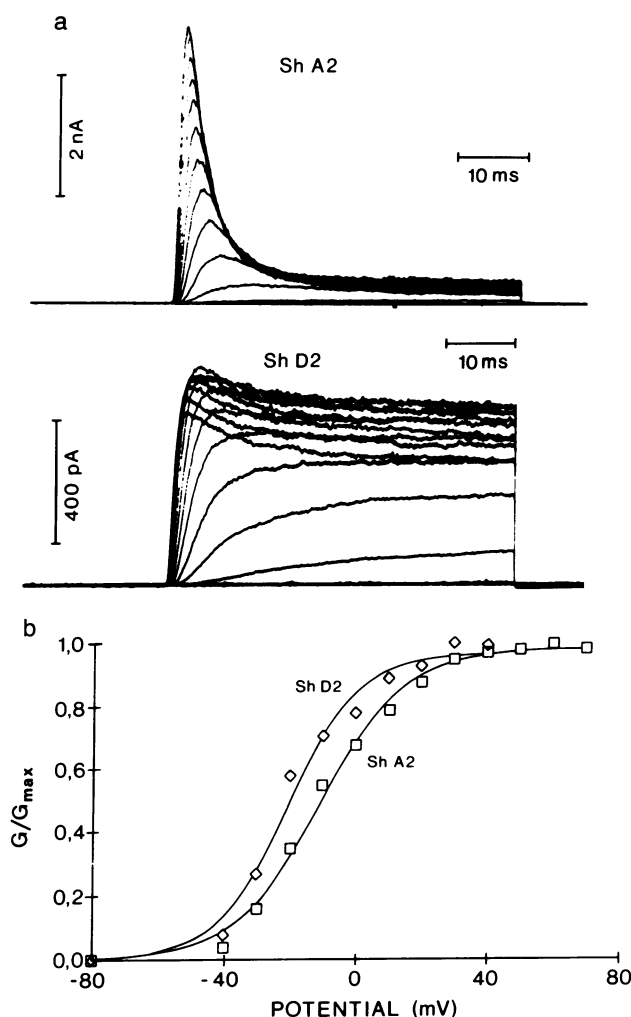 a
Sh A2
2 nA
10 ms
Sh D2
10 ms
400 pA
b
1,0
0,8
0,6
0,4
0,2
0,0
G/Gmax
Sh D2
Sh A2
-80
-40
0
40
80
POTENTIAL (mV)